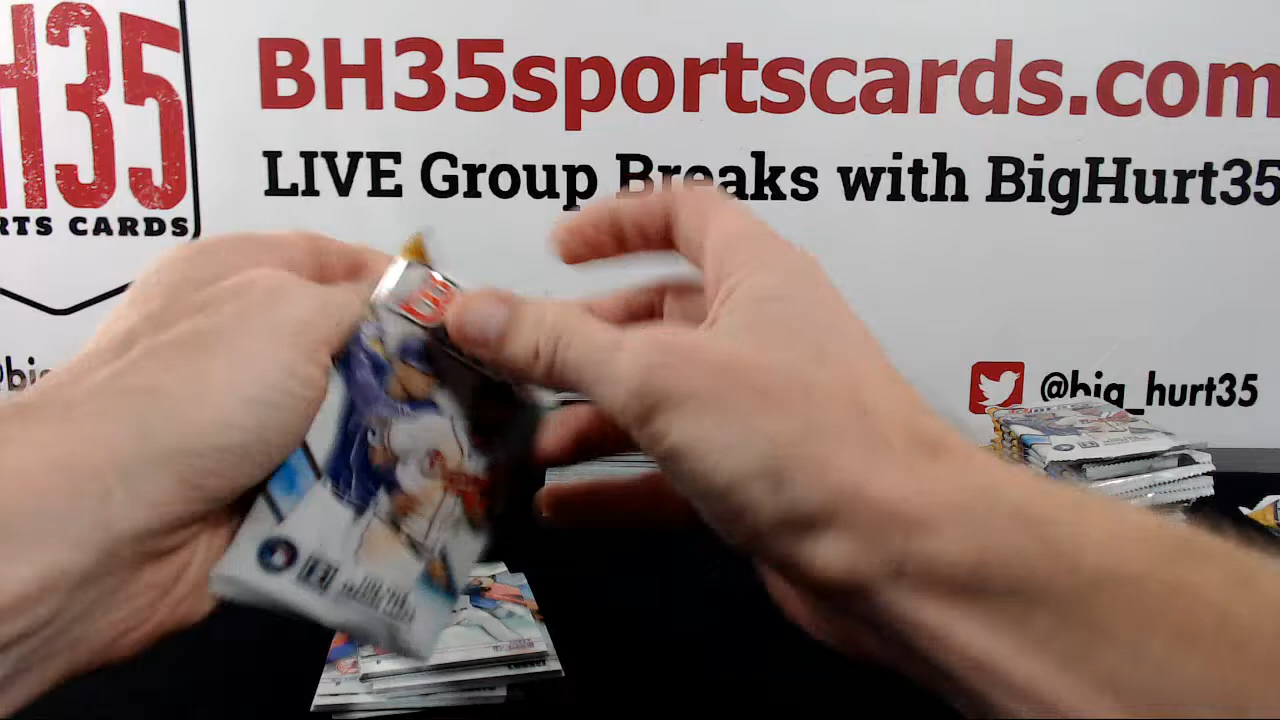 H35
RTS CARDS
BH35sportscards.com
LIVE Group Breaks with BigHurt35
@big_hurt35